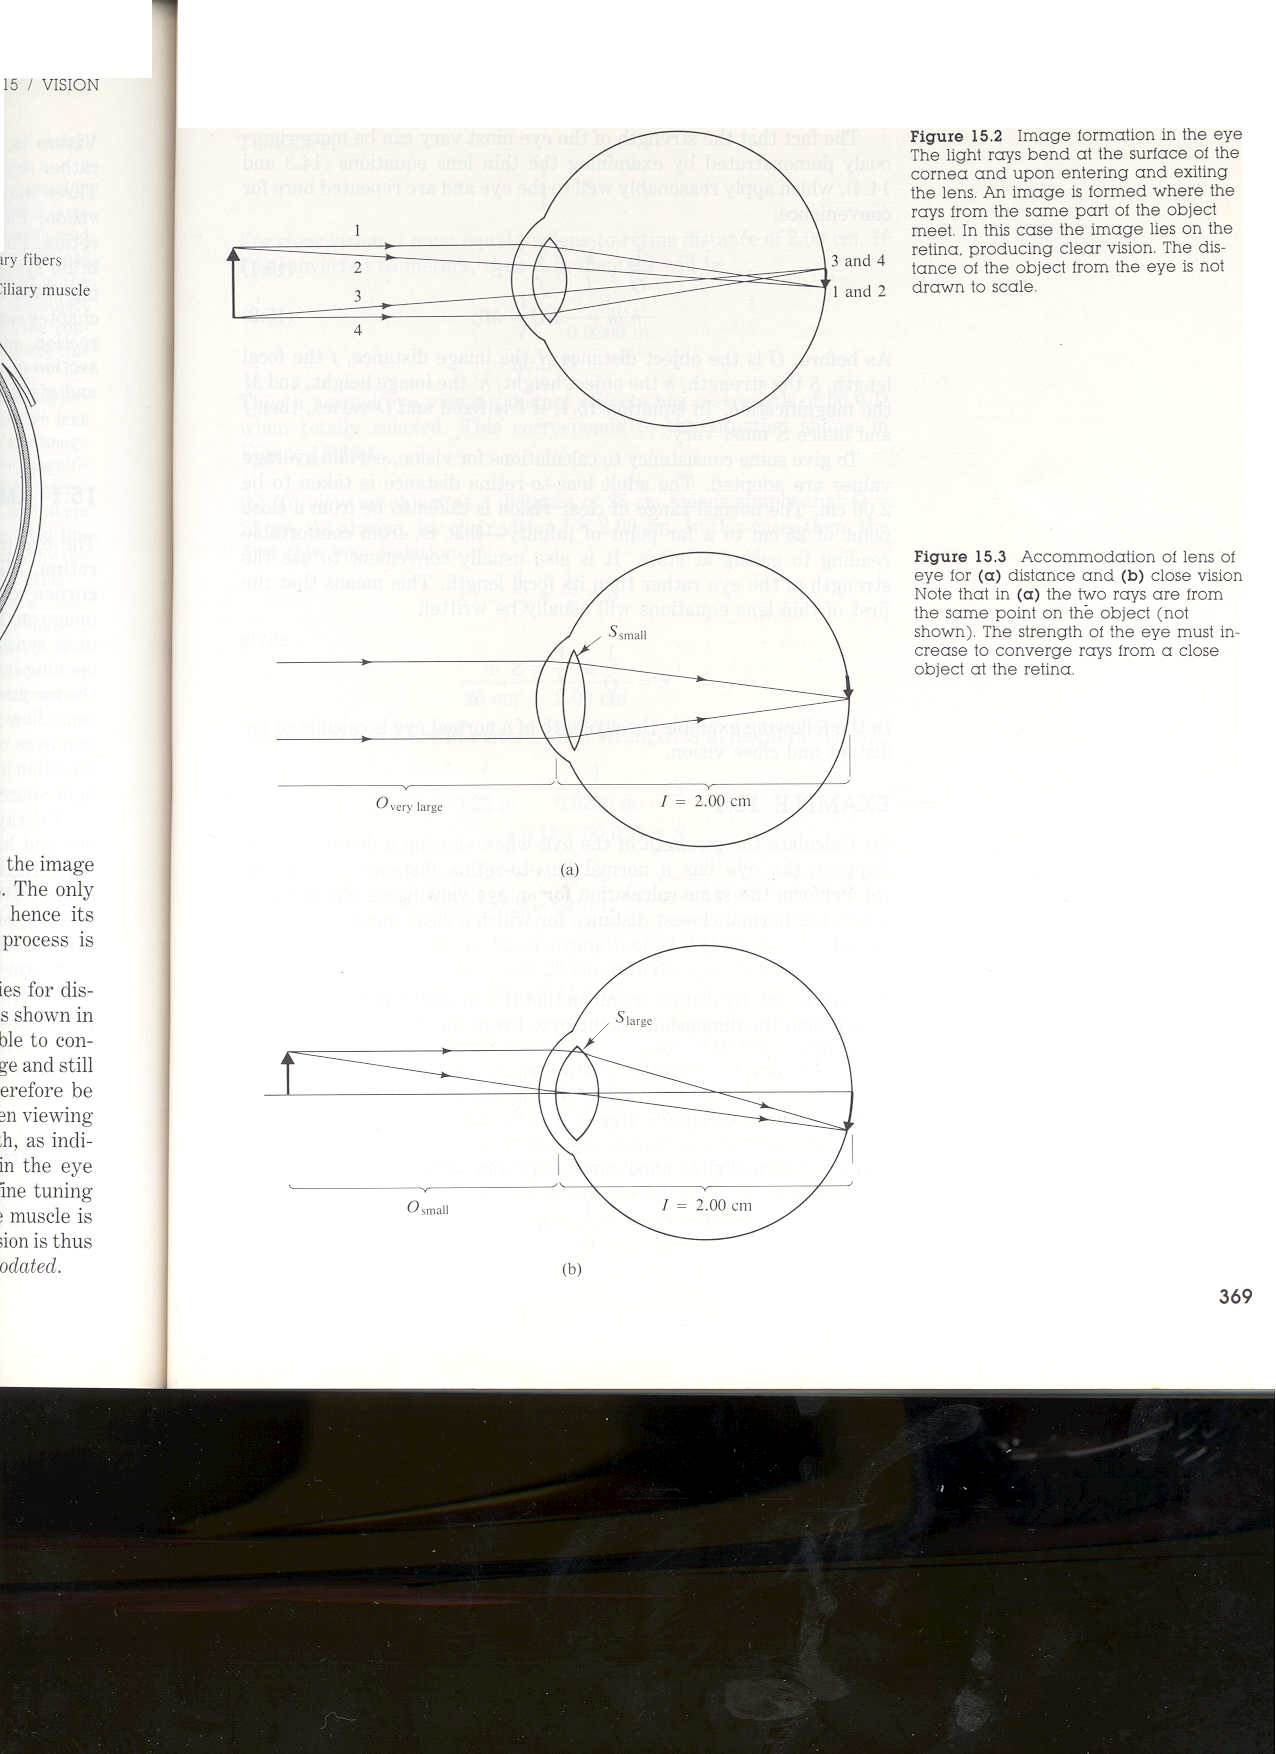 15 / VISION
ary fibers
Ciliary muscle
the image
. The only
hence its
process is
ies for dis-
s shown in
ble to con-
ge and still
erefore be
en viewing
th, as indi-
in the eye
fine tuning
e muscle is
sion is thus
odated.
1
2
3
4
3 and 4
1 and 2
Figure 15.2 Image formation in the eye
The light rays bend at the surface of the
cornea and upon entering and exiting
the lens. An image is formed where the
rays from the same part of the object
meet. In this case the image lies on the
retina, producing clear vision. The dis-
tance of the object from the eye is not
drawn to scale.
Figure 15.3 Accommodation of lens of
eye for (a) distance and (b) close vision
Note that in (a) the two rays are from
the same point on the object (not
shown). The strength of the eye must in-
crease to converge rays from a close
object at the retina.
S small
O very large
I = 2.00 cm
(a)
S large
O small
I = 2.00 cm
(b)
369